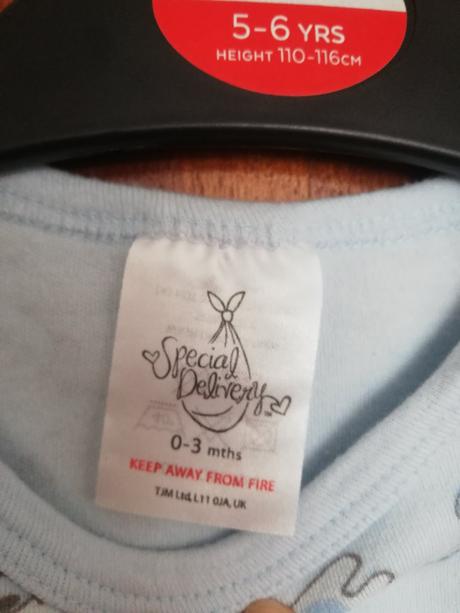 5-6 YRS
HEIGHT 110-116CM
Special
Delivery
0-3 mths
KEEP AWAY FROM FIRE
TJM Ltd, L11 0JA, UK